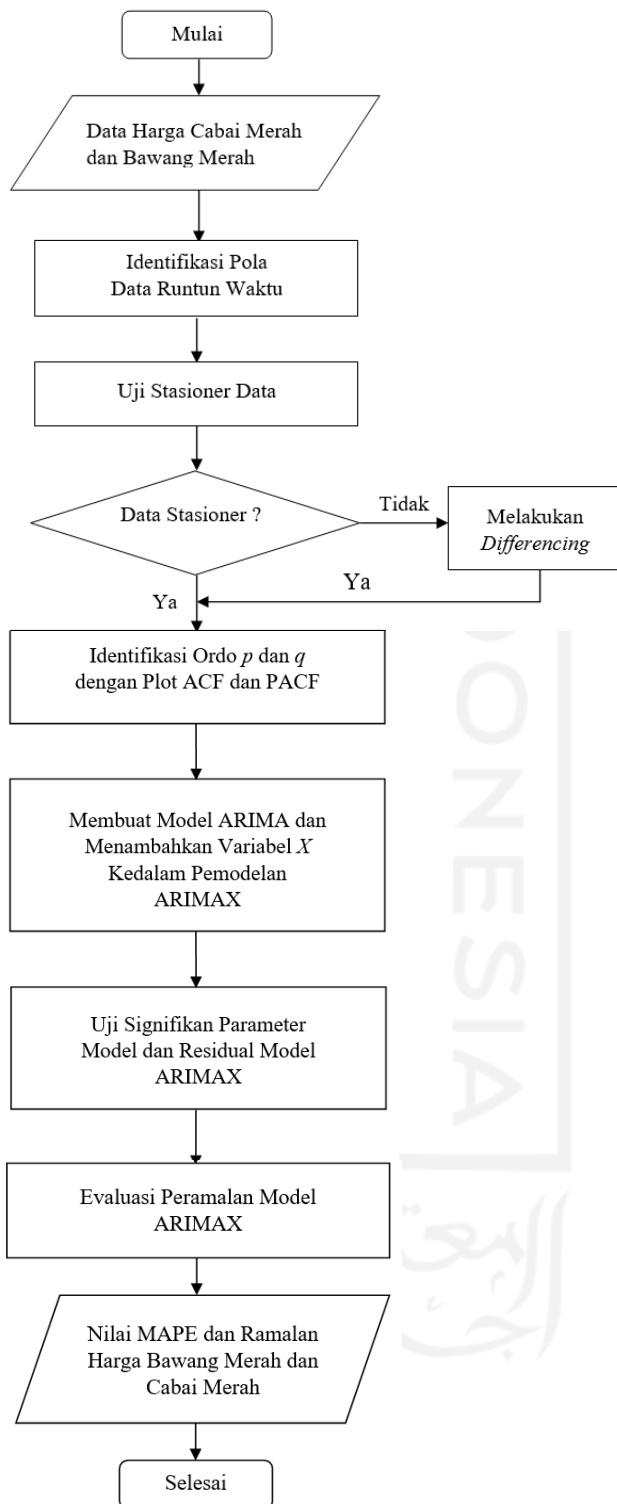 Mulai
Data Harga Cabai Merah
dan Bawang Merah
Identifikasi Pola
Data Runtun Waktu
Uji Stasioner Data
Data Stasioner ?
Tidak
Melakukan
Differencing
Ya
Ya
Identifikasi Ordo p dan q
dengan Plot ACF dan PACF
Membuat Model ARIMA dan
Menambahkan Variabel X
Kedalam Pemodelan
ARIMAX
Uji Signifikan Parameter
Model dan Residual Model
ARIMAX
Evaluasi Peramalan Model
ARIMAX
Nilai MAPE dan Ramalan
Harga Bawang Merah dan
Cabai Merah
Selesai
ONESIA